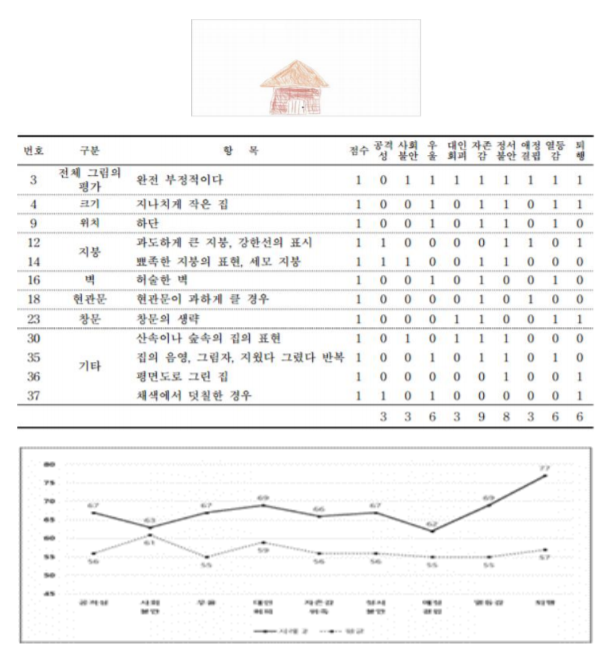 번호 구분 항 목 점수 공격성 사회불안 우울 대인회피 자존감 정서불안 애정결핍 열등감 퇴행
3 전체 그림의 평가 완전 부정적이다 1 0 1 1 1 1 1 1 1 1
4 크기 지나치게 작은 집 1 0 0 1 0 1 1 0 1 1
9 위치 하단 1 0 0 1 0 1 1 0 1 0
12 지붕 과도하게 큰 지붕, 강한선의 표시 1 1 0 0 0 0 1 1 0 1
14 뾰족한 지붕의 표현, 세모 지붕 1 1 1 0 0 1 1 0 0 0
16 벽 허술한 벽 1 0 0 1 0 1 0 0 1 0
18 현관문 현관문이 과하게 클 경우 1 0 0 0 0 1 0 1 0 0
23 창문 창문의 생략 1 0 0 0 1 1 0 0 1 1
30 산속이나 숲속의 집의 표현 1 0 1 0 1 1 1 0 0 0
35 기타 집의 음영, 그림자, 지웠다 그렸다 반복 1 0 0 1 0 1 1 0 1 0
36 평면도로 그린 집 1 0 0 0 0 0 1 0 0 1
37 채색에서 덧칠한 경우 1 1 0 1 0 0 0 0 0 1
3 3 6 3 9 8 3 6 6
80
75
70
65
60
55
50
45
67 63 67 69 66 67 62 69 77
56 61 55 59 56 56 55 55 57
공격성 사회불안 우울 대인회피 자존감 정서불안 애정결핍 열등감 퇴행
사례 2 평균